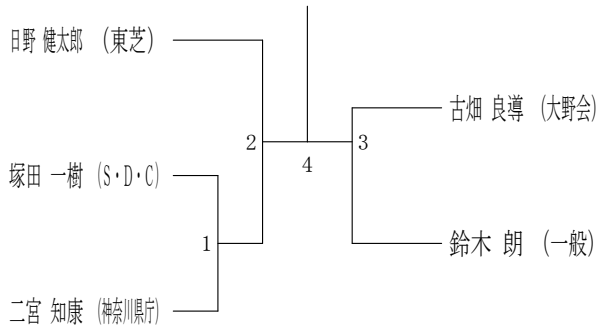 日野 健太郎 (東芝)
塚田 一樹 (S・D・C)
二宮 知康 (神奈川県庁)
1
2
4
3
古畑 良導 (大野会)
鈴木 朗 (一般)